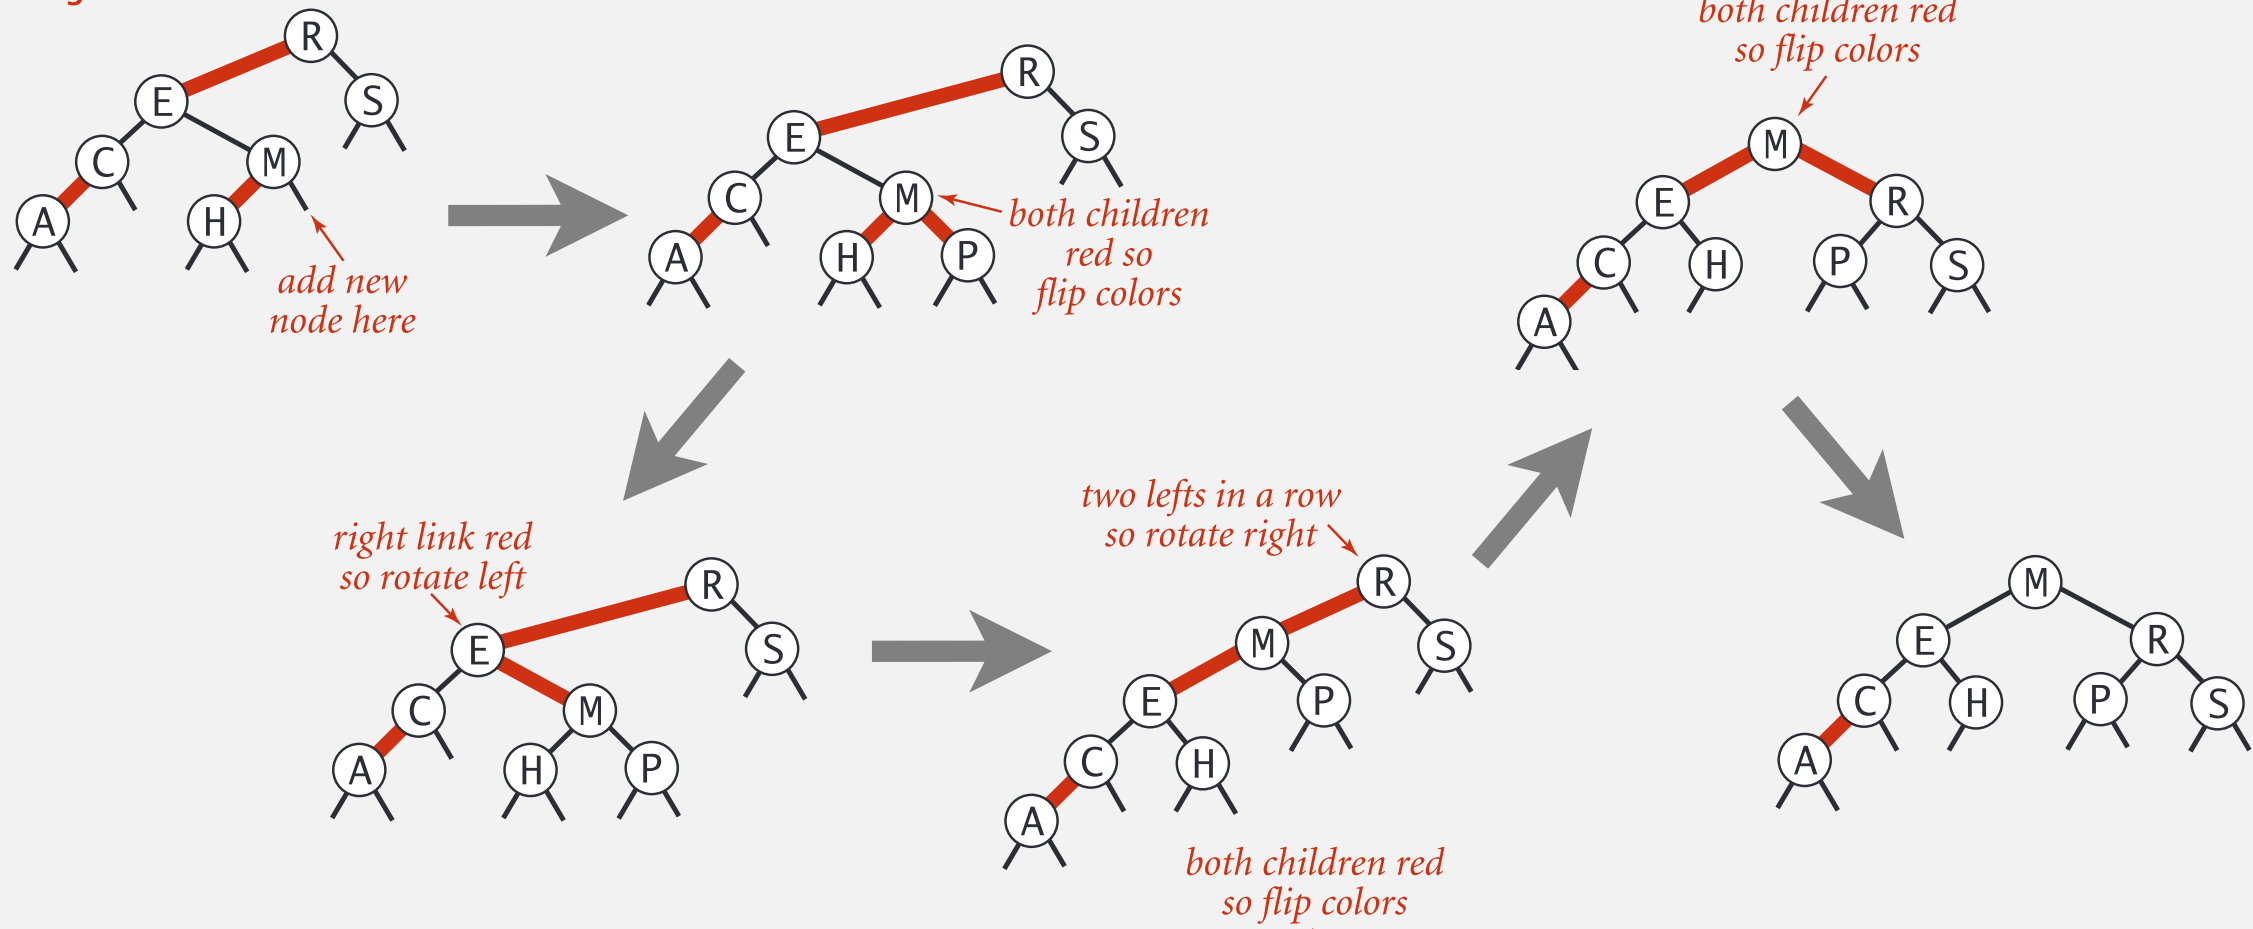 R
E
S
C
M
A
H
add new
node here
R
E
S
C
M
A
H
P
both children
red so
flip colors
both children red
so flip colors
M
E
R
C
H
P
S
A
right link red
so rotate left
R
E
S
C
M
A
H
P
two lefts in a row
so rotate right
R
M
S
E
P
C
H
A
both children red
so flip colors
M
E
R
C
H
P
S
A